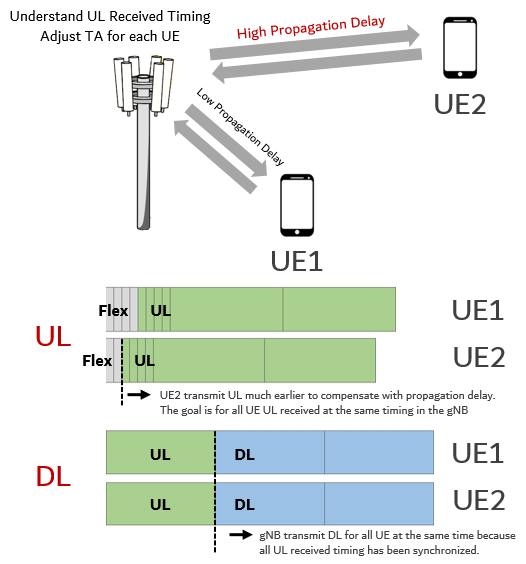 Understand UL Received Timing
Adjust TA for each UE
High Propagation Delay
UE2
Low Propagation Delay
UE1
UL
Flex UL
UE1
Flex UL
UE2
UE2 transmit UL much earlier to compensate with propagation delay.
The goal is for all UE UL received at the same timing in the gNB
DL
UL DL
UE1
UL DL
UE2
gNB transmit DL for all UE at the same time because
all UL received timing has been synchronized.